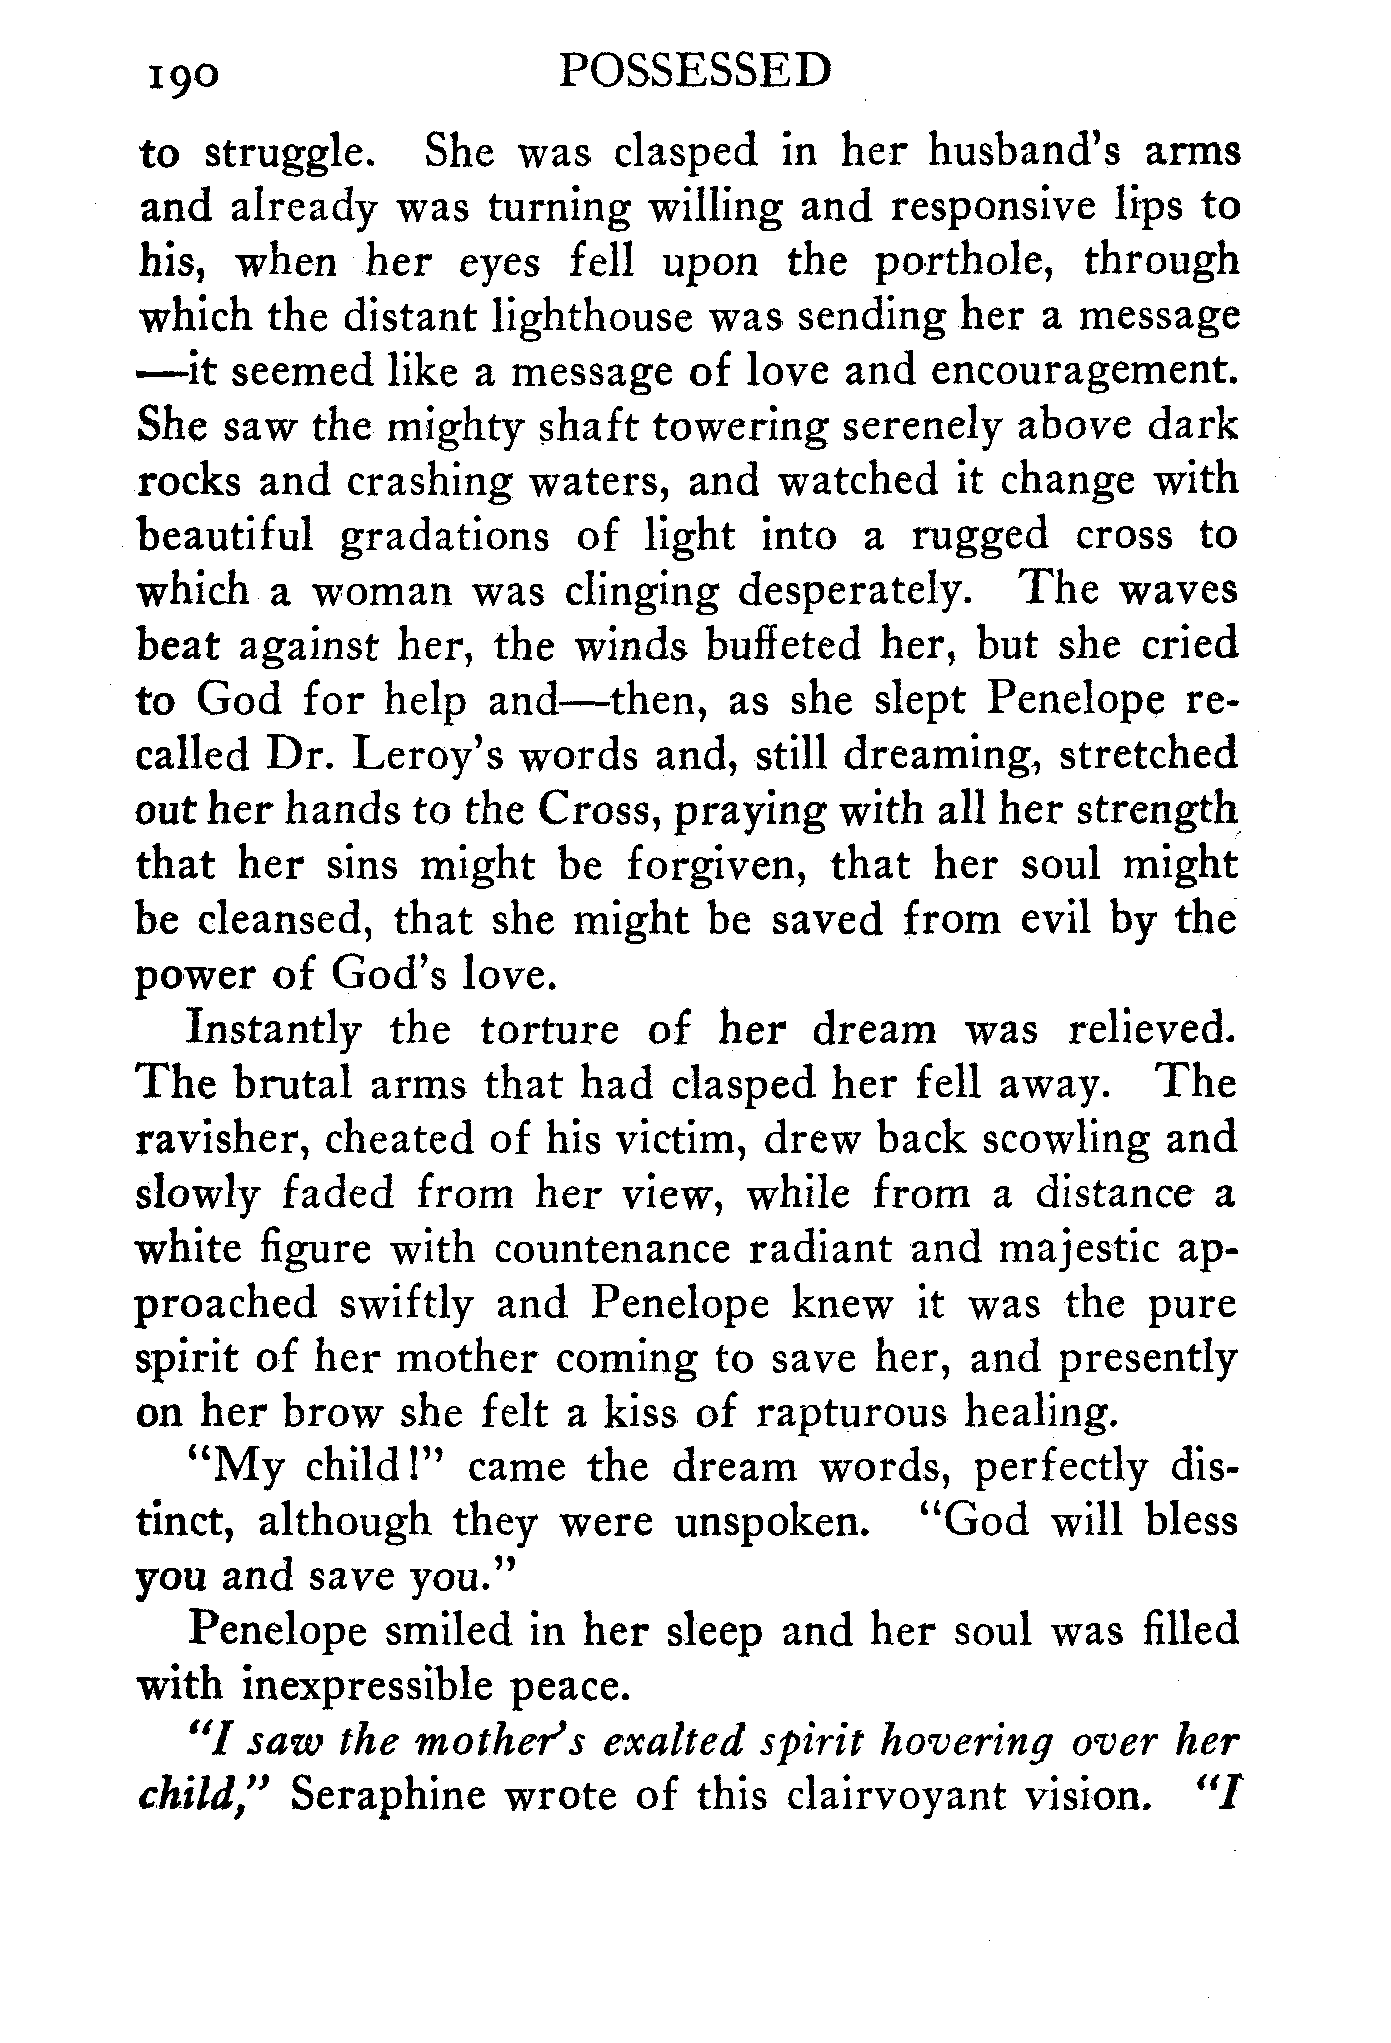 190 POSSESSED
to struggle. She was clasped in her husband's arms
and already was turning willing and responsive lips to
his, when her eyes fell upon the porthole, through
which the distant lighthouse was sending her a message
—it seemed like a message of love and encouragement.
She saw the mighty shaft towering serenely above dark
rocks and crashing waters, and watched it change with
beautiful gradations of light into a rugged cross to
which a woman was clinging desperately. The waves
beat against her, the winds buffeted her, but she cried
to God for help and—then, as she slept Penelope re-
called Dr. Leroy's words and, still dreaming, stretched
out her hands to the Cross, praying with all her strength
that her sins might be forgiven, that her soul might
be cleansed, that she might be saved from evil by the
power of God's love.
Instantly the torture of her dream was relieved.
The brutal arms that had clasped her fell away. The
ravisher, cheated of his victim, drew back scowling and
slowly faded from her view, while from a distance a
white figure with countenance radiant and majestic ap-
proached swiftly and Penelope knew it was the pure
spirit of her mother coming to save her, and presently
on her brow she felt a kiss of rapturous healing.
"My child!" came the dream words, perfectly dis-
tinct, although they were unspoken. "God will bless
you and save you."
Penelope smiled in her sleep and her soul was filled
with inexpressible peace.
"I saw the mother's exalted spirit hovering over her
child," Seraphine wrote of this clairvoyant vision. "I